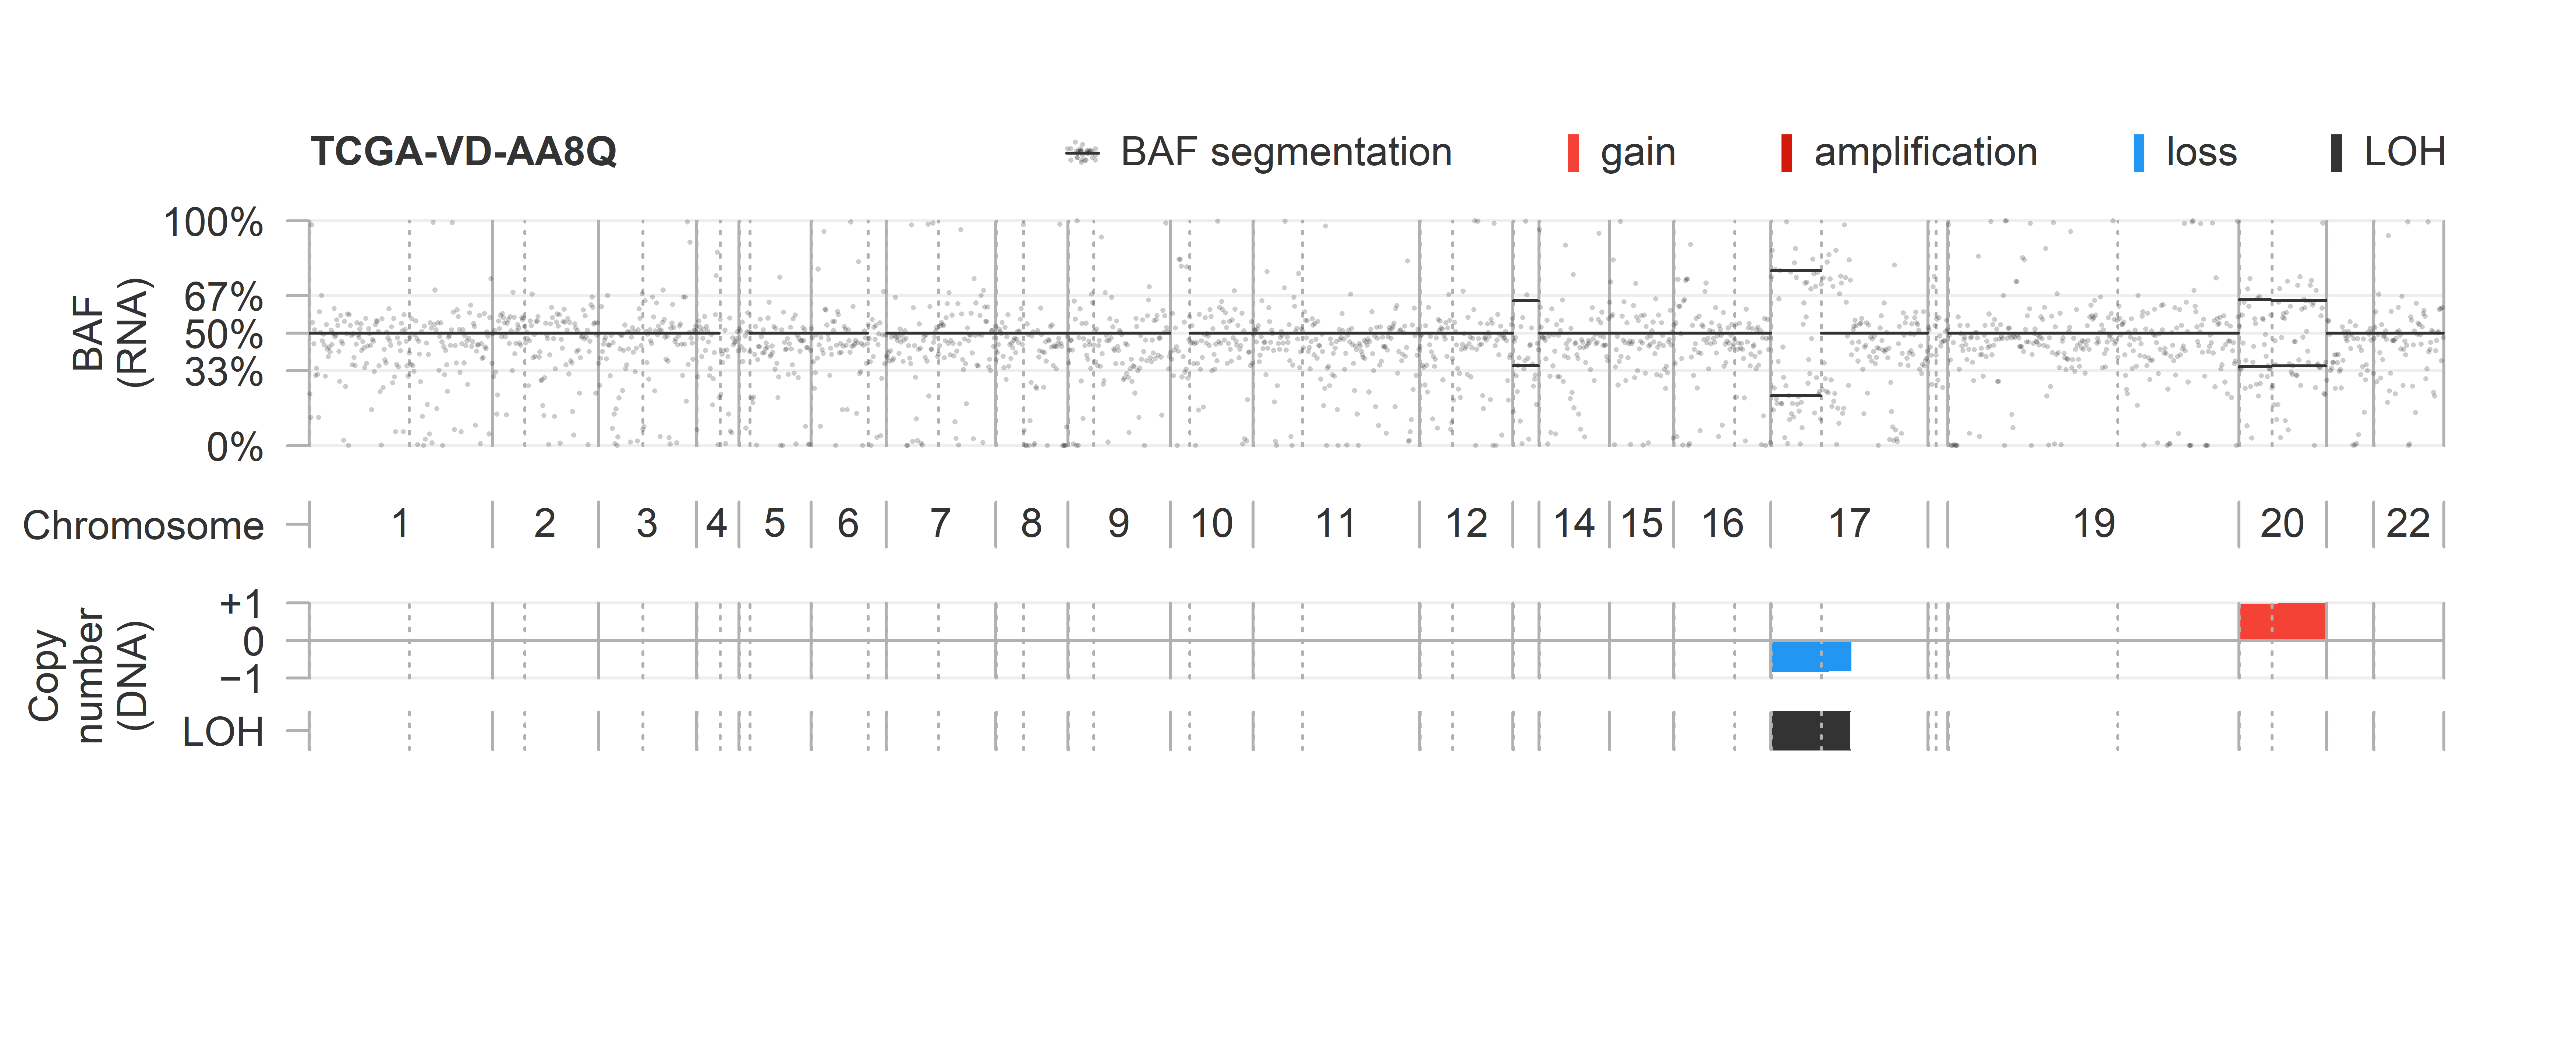 TCGA-VD-AA8Q
BAF segmentation
gain
amplification
loss
LOH
BAF
(RNA)
100%
67%
50%
33%
0%
Chromosome
1 2 3 4 5 6 7 8 9 10 11 12 14 15 16 17 19 20 22
Copy
number
(DNA)
+1
0
−1
LOH